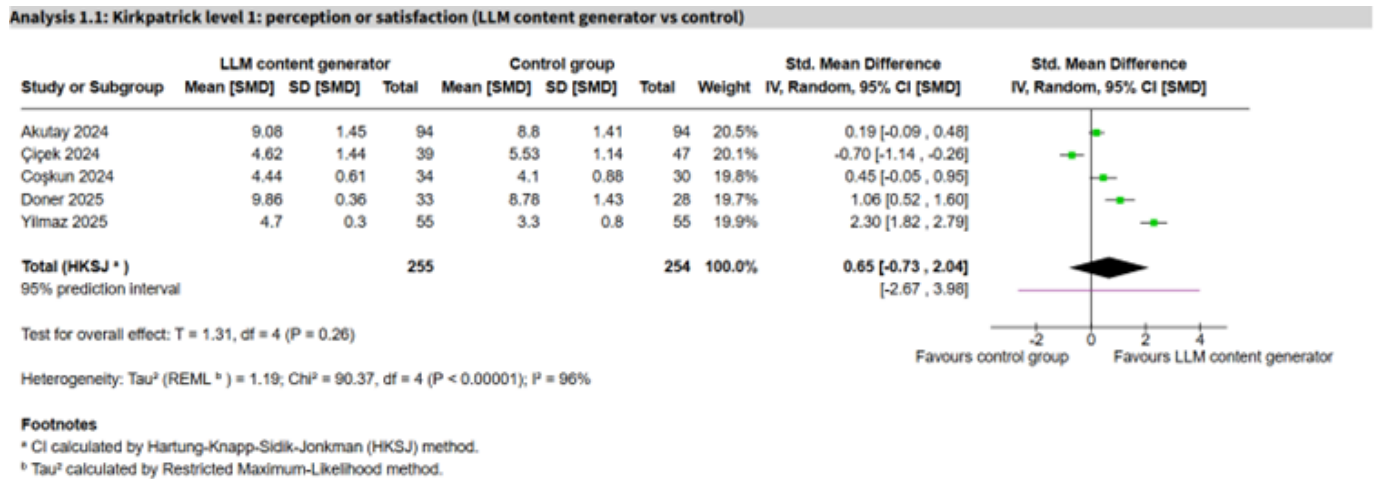 Analysis 1.1: Kirkpatrick level 1: perception or satisfaction (LLM content generator vs control)
LLM content generator Control group Std. Mean Difference Std. Mean Difference
Study or Subgroup Mean [SMD] SD [SMD] Total Mean [SMD] SD [SMD] Total Weight IV, Random, 95% CI [SMD] IV, Random, 95% CI [SMD]
Akutay 2024 9.08 1.45 94 8.8 1.41 94 20.5% 0.19 [-0.09 , 0.48]
Çiçek 2024 4.62 1.44 39 5.53 1.14 47 20.1% -0.70 [-1.14 , -0.26]
Coşkun 2024 4.44 0.61 34 4.1 0.88 30 19.8% 0.45 [-0.05 , 0.95]
Doner 2025 9.86 0.36 33 8.78 1.43 28 19.7% 1.06 [0.52 , 1.60]
Yilmaz 2025 4.7 0.3 55 3.3 0.8 55 19.9% 2.30 [1.82 , 2.79]
Total (HKSJ ᵃ ) 255 254 100.0% 0.65 [-0.73 , 2.04]
95% prediction interval [-2.67 , 3.98]
Test for overall effect: T = 1.31, df = 4 (P = 0.26)
-2 0 2 4
Favours control group Favours LLM content generator
Heterogeneity: Tau² (REML ᵇ ) = 1.19; Chi² = 90.37, df = 4 (P < 0.00001); I² = 96%
Footnotes
ᵃ CI calculated by Hartung-Knapp-Sidik-Jonkman (HKSJ) method.
ᵇ Tau² calculated by Restricted Maximum-Likelihood method.